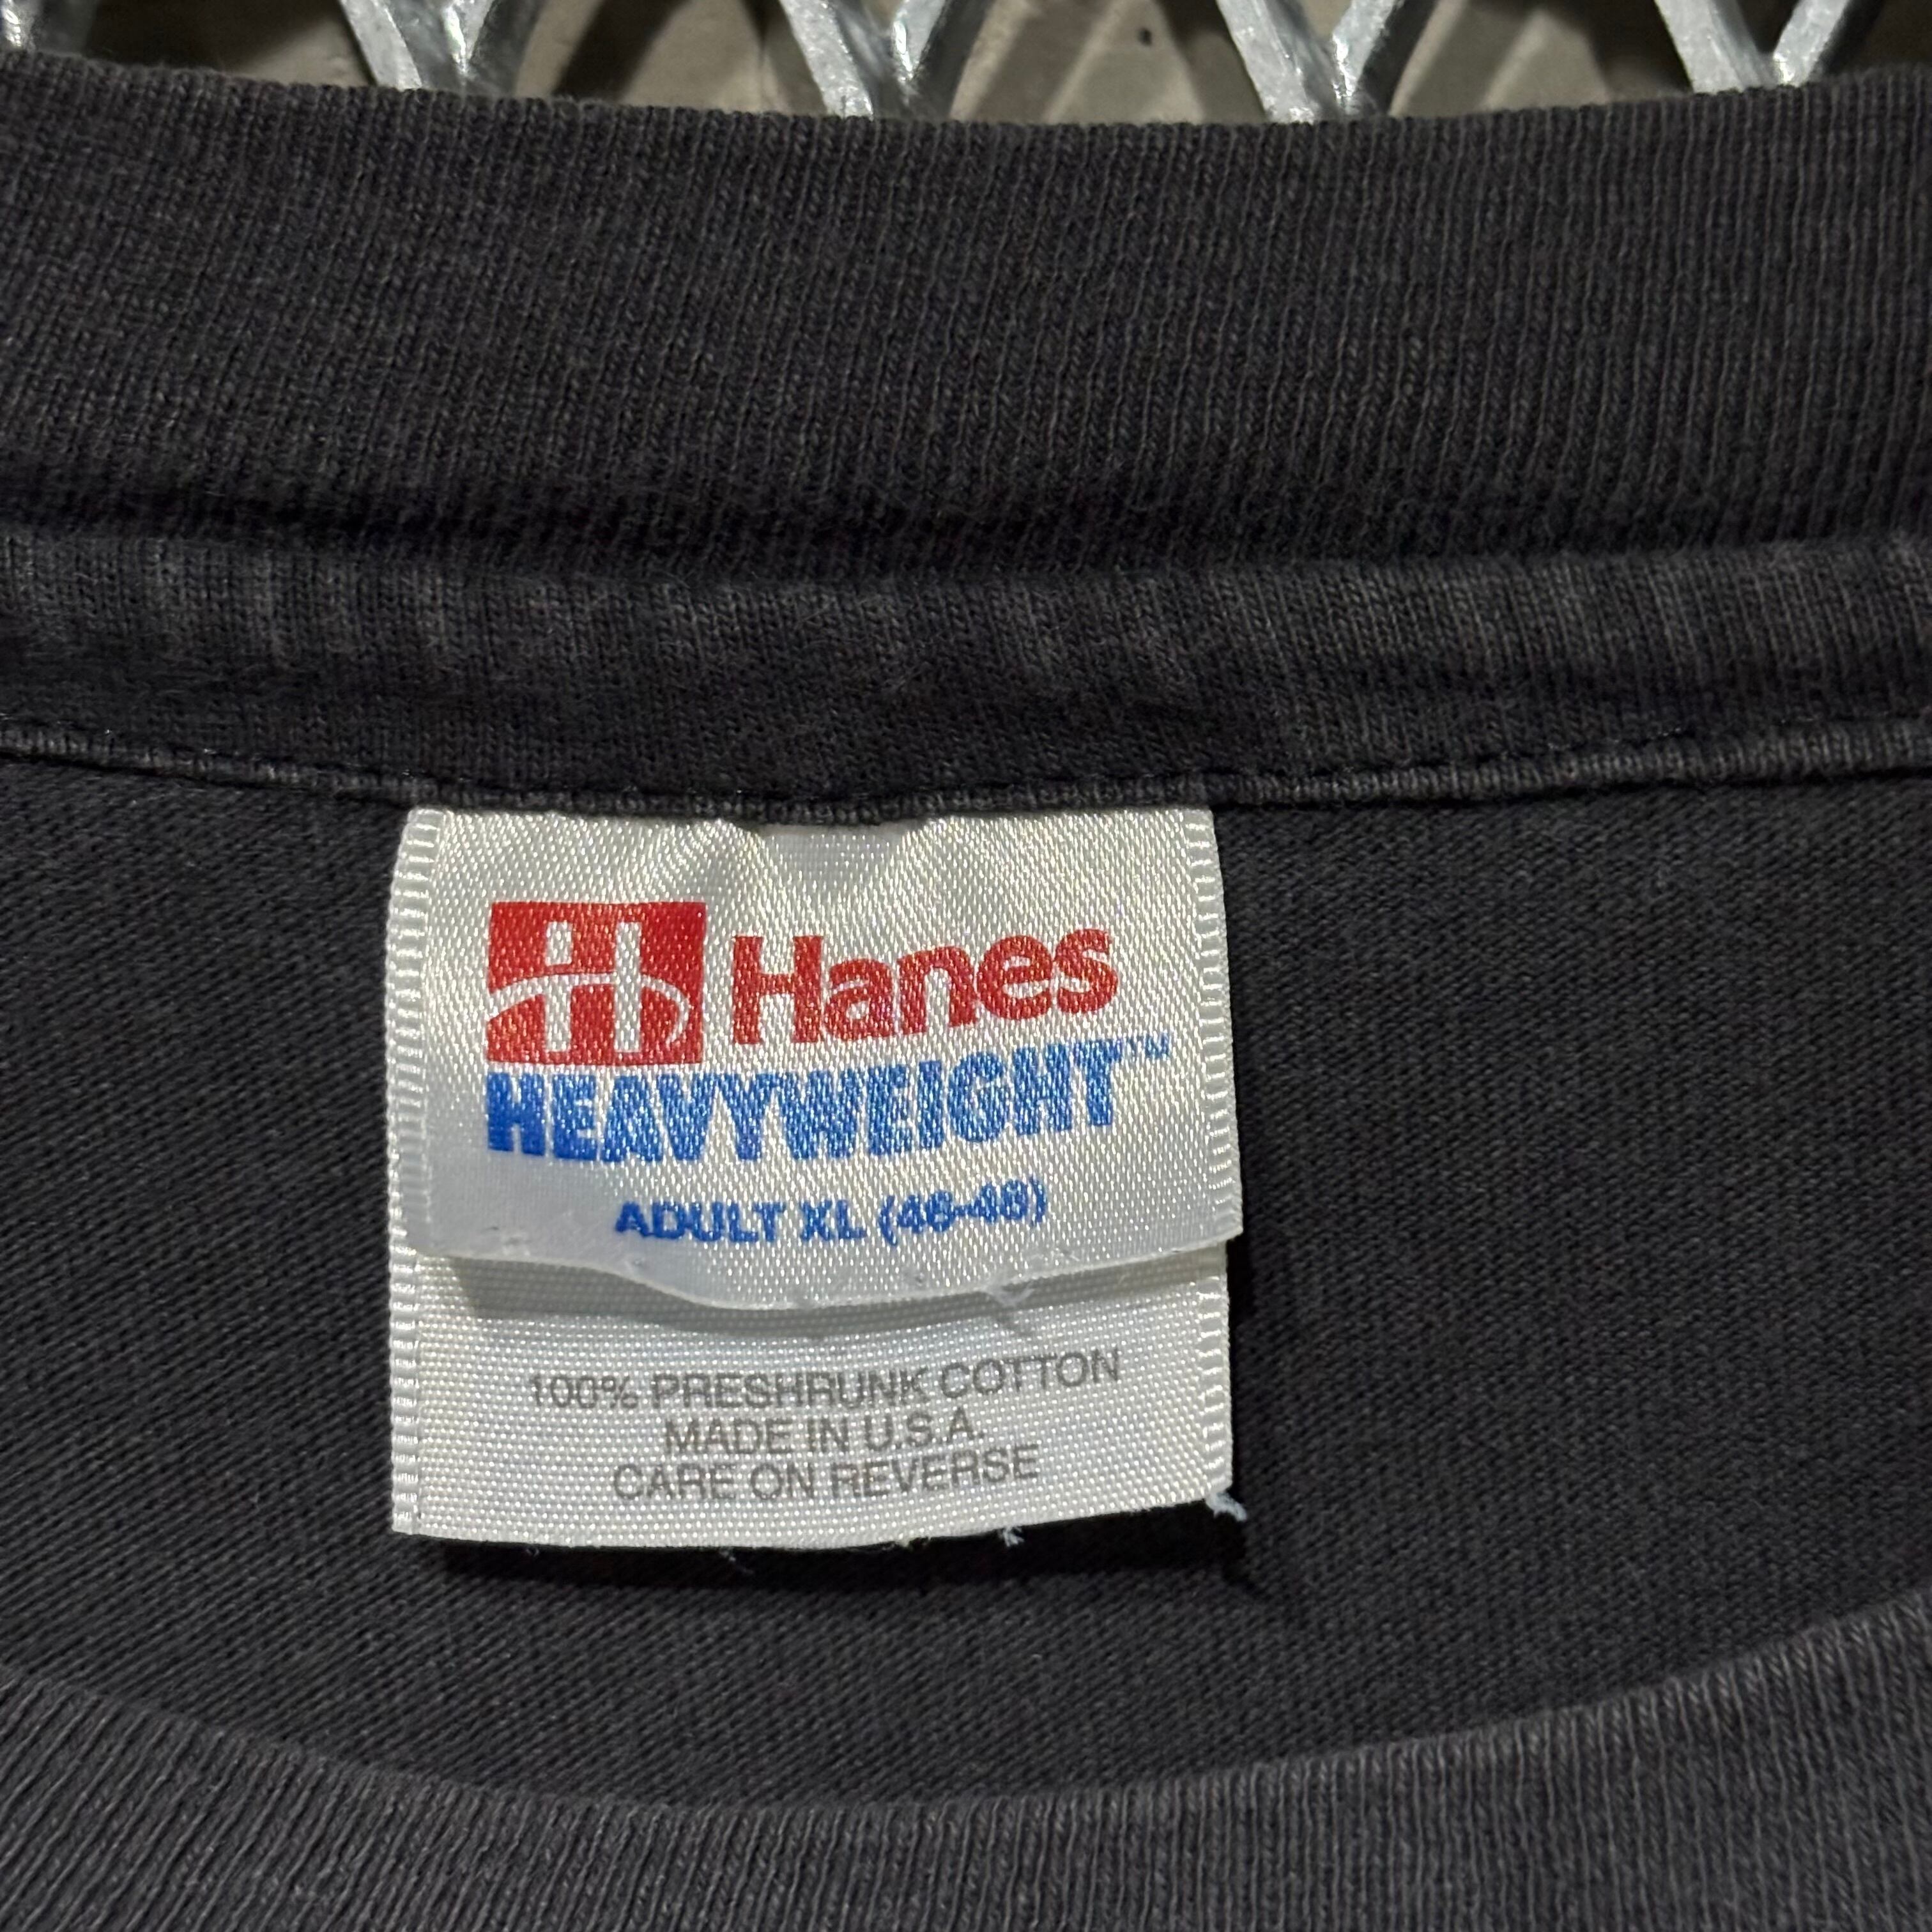 H Hanes
HEAVYWEIGHT™
ADULT XL (46-48)
100% PRESHRUNK COTTON
MADE IN U.S.A.
CARE ON REVERSE